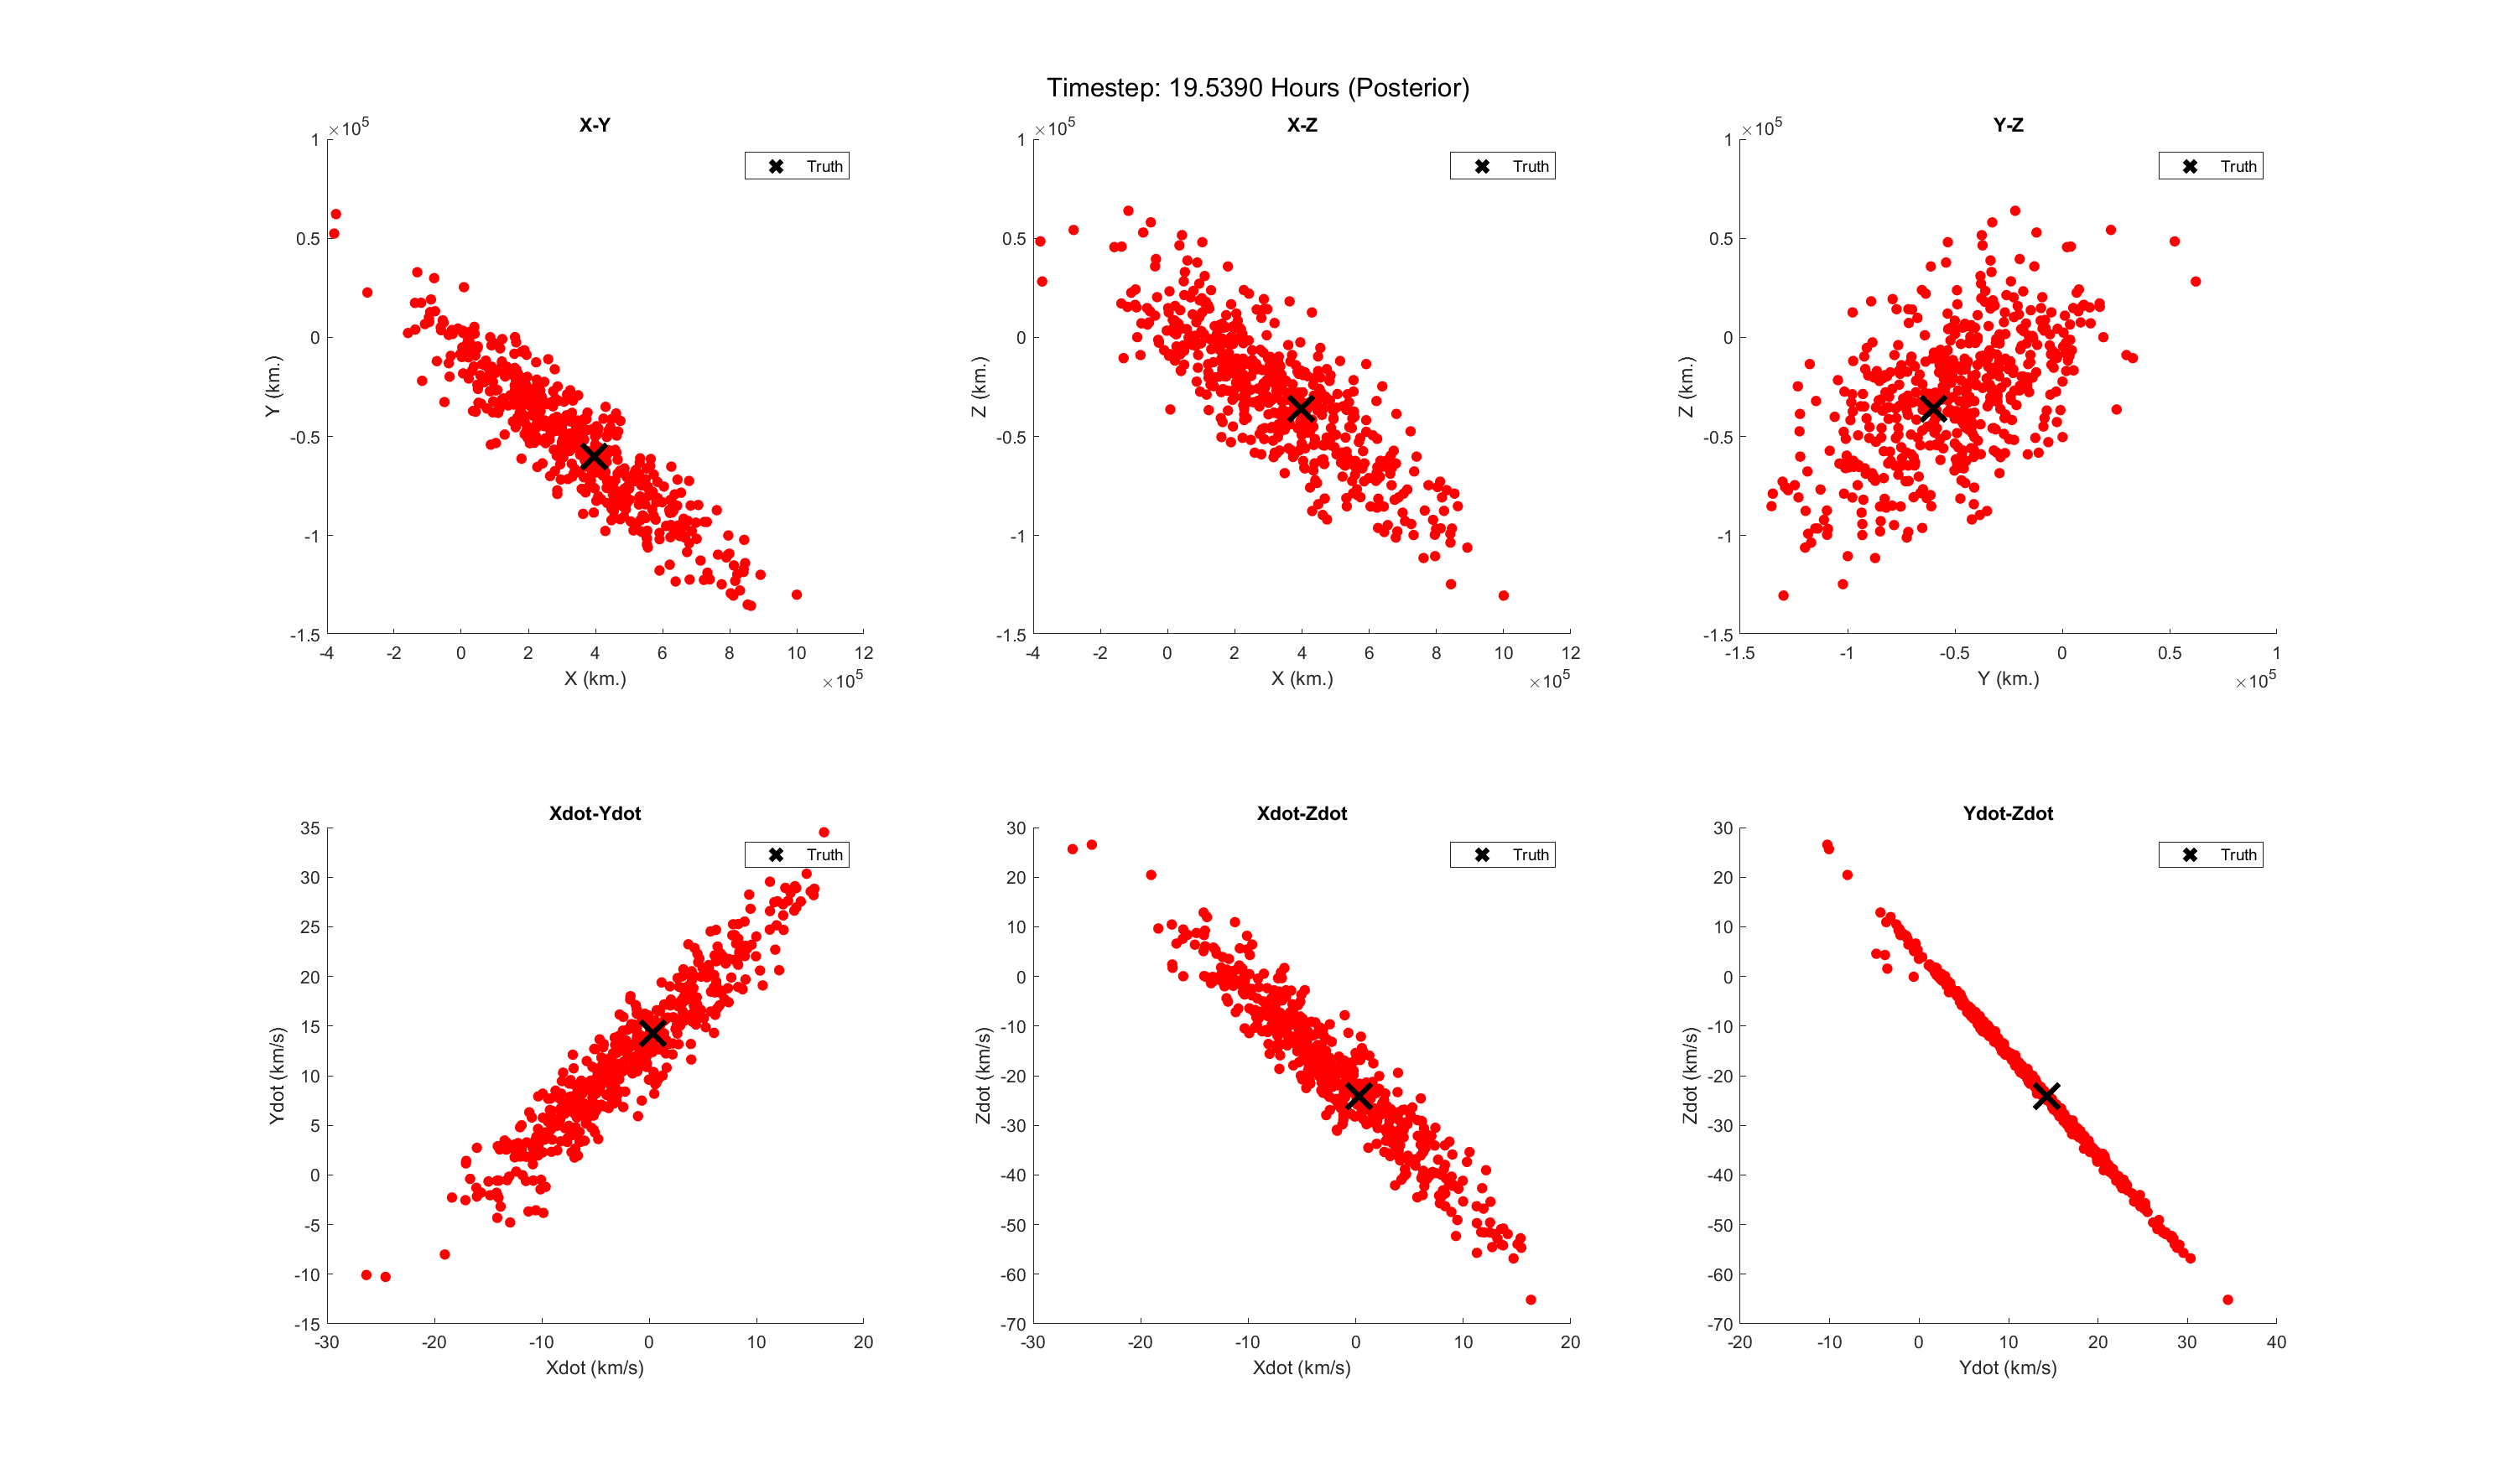 Timestep: 19.5390 Hours (Posterior)
X-Y
×10^5
Truth
1
0.5
0
-0.5
-1
-1.5
Y (km.)
-4 -2 0 2 4 6 8 10 12
X (km.)
×10^5
X-Z
×10^5
Truth
1
0.5
0
-0.5
-1
-1.5
Z (km.)
-4 -2 0 2 4 6 8 10 12
X (km.)
×10^5
Y-Z
×10^5
Truth
1
0.5
0
-0.5
-1
-1.5
Z (km.)
-1.5 -1 -0.5 0 0.5 1
Y (km.)
×10^5
Xdot-Ydot
Truth
35
30
25
20
15
10
5
0
-5
-10
-15
Ydot (km/s)
-30 -20 -10 0 10 20
Xdot (km/s)
Xdot-Zdot
Truth
30
20
10
0
-10
-20
-30
-40
-50
-60
-70
Zdot (km/s)
-30 -20 -10 0 10 20
Xdot (km/s)
Ydot-Zdot
Truth
30
20
10
0
-10
-20
-30
-40
-50
-60
-70
Zdot (km/s)
-20 -10 0 10 20 30 40
Ydot (km/s)